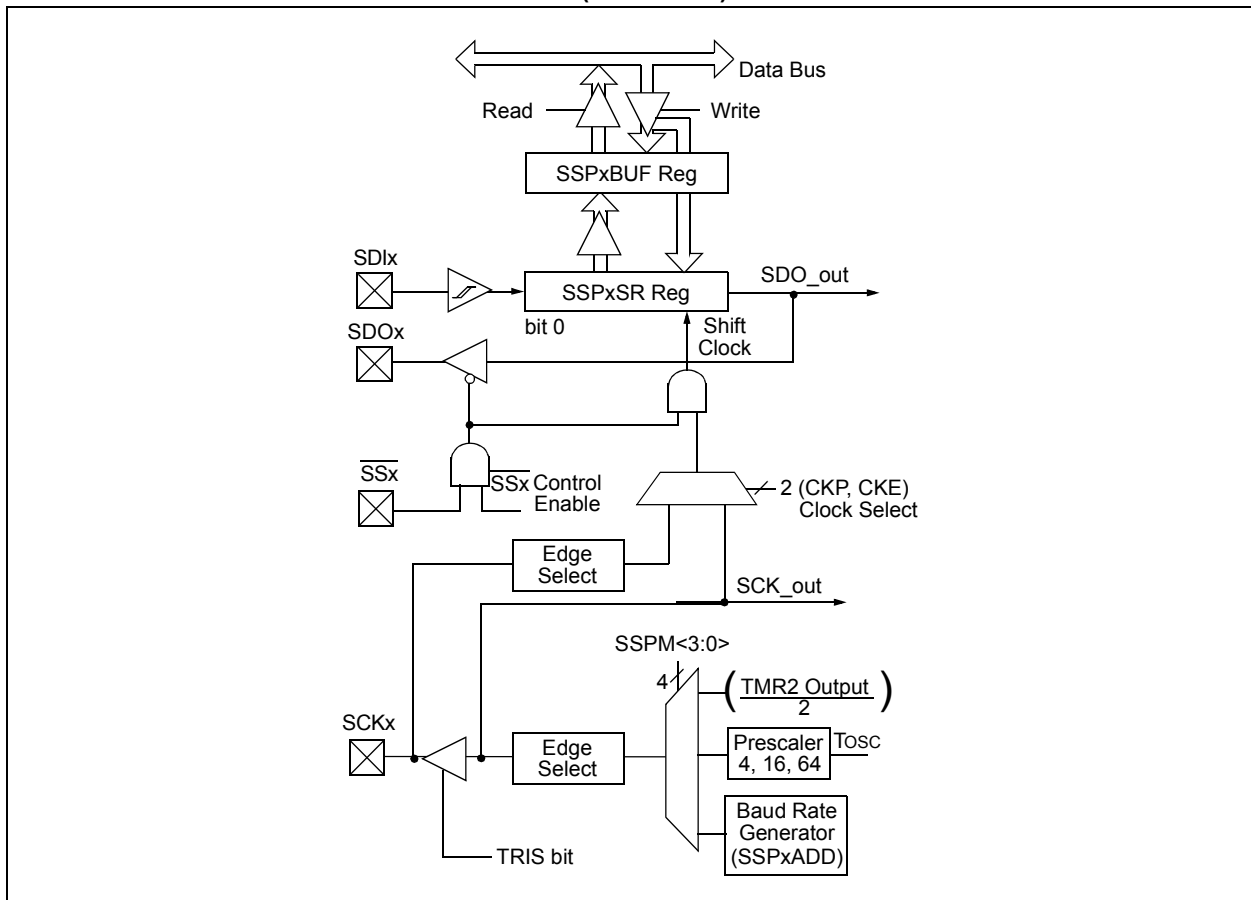 Data Bus
Read
Write
SSPxBUF Reg
SDIx
SSPxSR Reg
SDO_out
bit 0
Shift
Clock
SDOx
SSx
SSx Control
Enable
2 (CKP, CKE)
Clock Select
Edge
Select
SCK_out
SSPM<3:0>
4
(TMR2 Output)
2
SCKx
Edge
Select
Prescaler
4, 16, 64
TOSC
Baud Rate
Generator
(SSPxADD)
TRIS bit